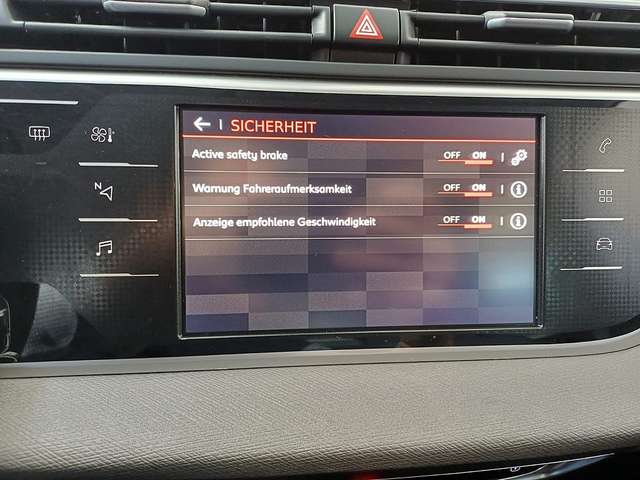 SICHERHEIT
Active safety brake OFF ON
Warnung Fahreraufmerksamkeit OFF ON
Anzeige empfohlene Geschwindigkeit OFF ON
N